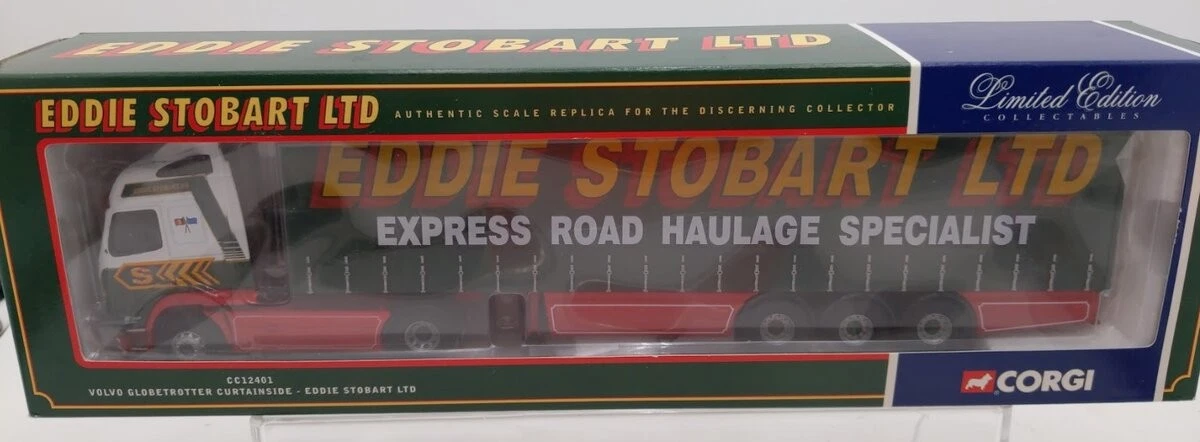 EDDIE STOBART LTD
EDDIE STOBART LTD
AUTHENTIC SCALE REPLICA FOR THE DISCERNING COLLECTOR
Limited Edition
COLLECTABLES
EDDIE STOBART LTD
EXPRESS ROAD HAULAGE SPECIALIST
S
CC12401
VOLVO GLOBETROTTER CURTAINSIDE - EDDIE STOBART LTD
CORGI